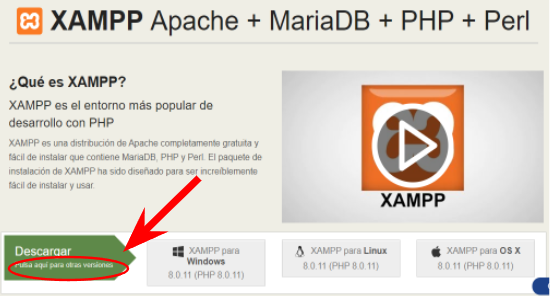 XAMPP Apache + MariaDB + PHP + Perl
¿Qué es XAMPP?
XAMPP es el entorno más popular de
desarrollo con PHP
XAMPP es una distribución de Apache completamente gratuita y
fácil de instalar que contiene MariaDB, PHP y Perl. El paquete de
instalación de XAMPP ha sido diseñado para ser increíblemente
fácil de instalar y usar.
XAMPP
Descargar
Pulsa aquí para otras versiones
XAMPP para
Windows
8.0.11 (PHP 8.0.11)
XAMPP para Linux
8.0.11 (PHP 8.0.11)
XAMPP para OS X
8.0.11 (PHP 8.0.11)